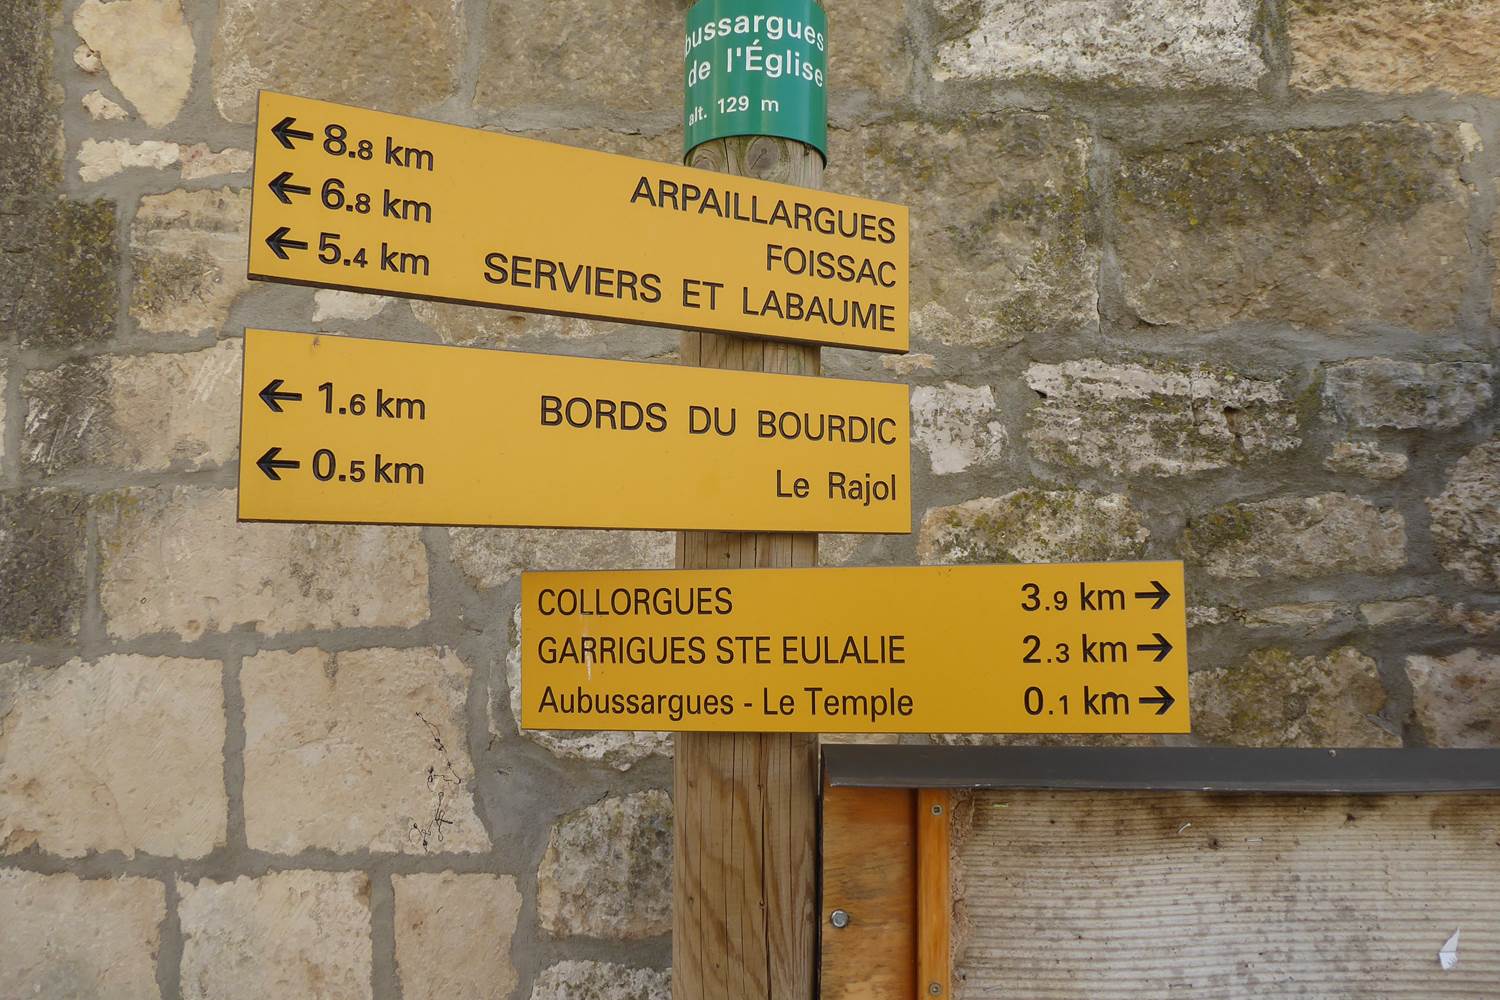 bussargues
de l'Église
alt. 129 m
← 8.8 km ARPAILLARGUES
← 6.8 km FOISSAC
← 5.4 km SERVIERS ET LABAUME
← 1.6 km BORDS DU BOURDIC
← 0.5 km Le Rajol
COLLORGUES 3.9 km →
GARRIGUES STE EULALIE 2.3 km →
Aubussargues - Le Temple 0.1 km →